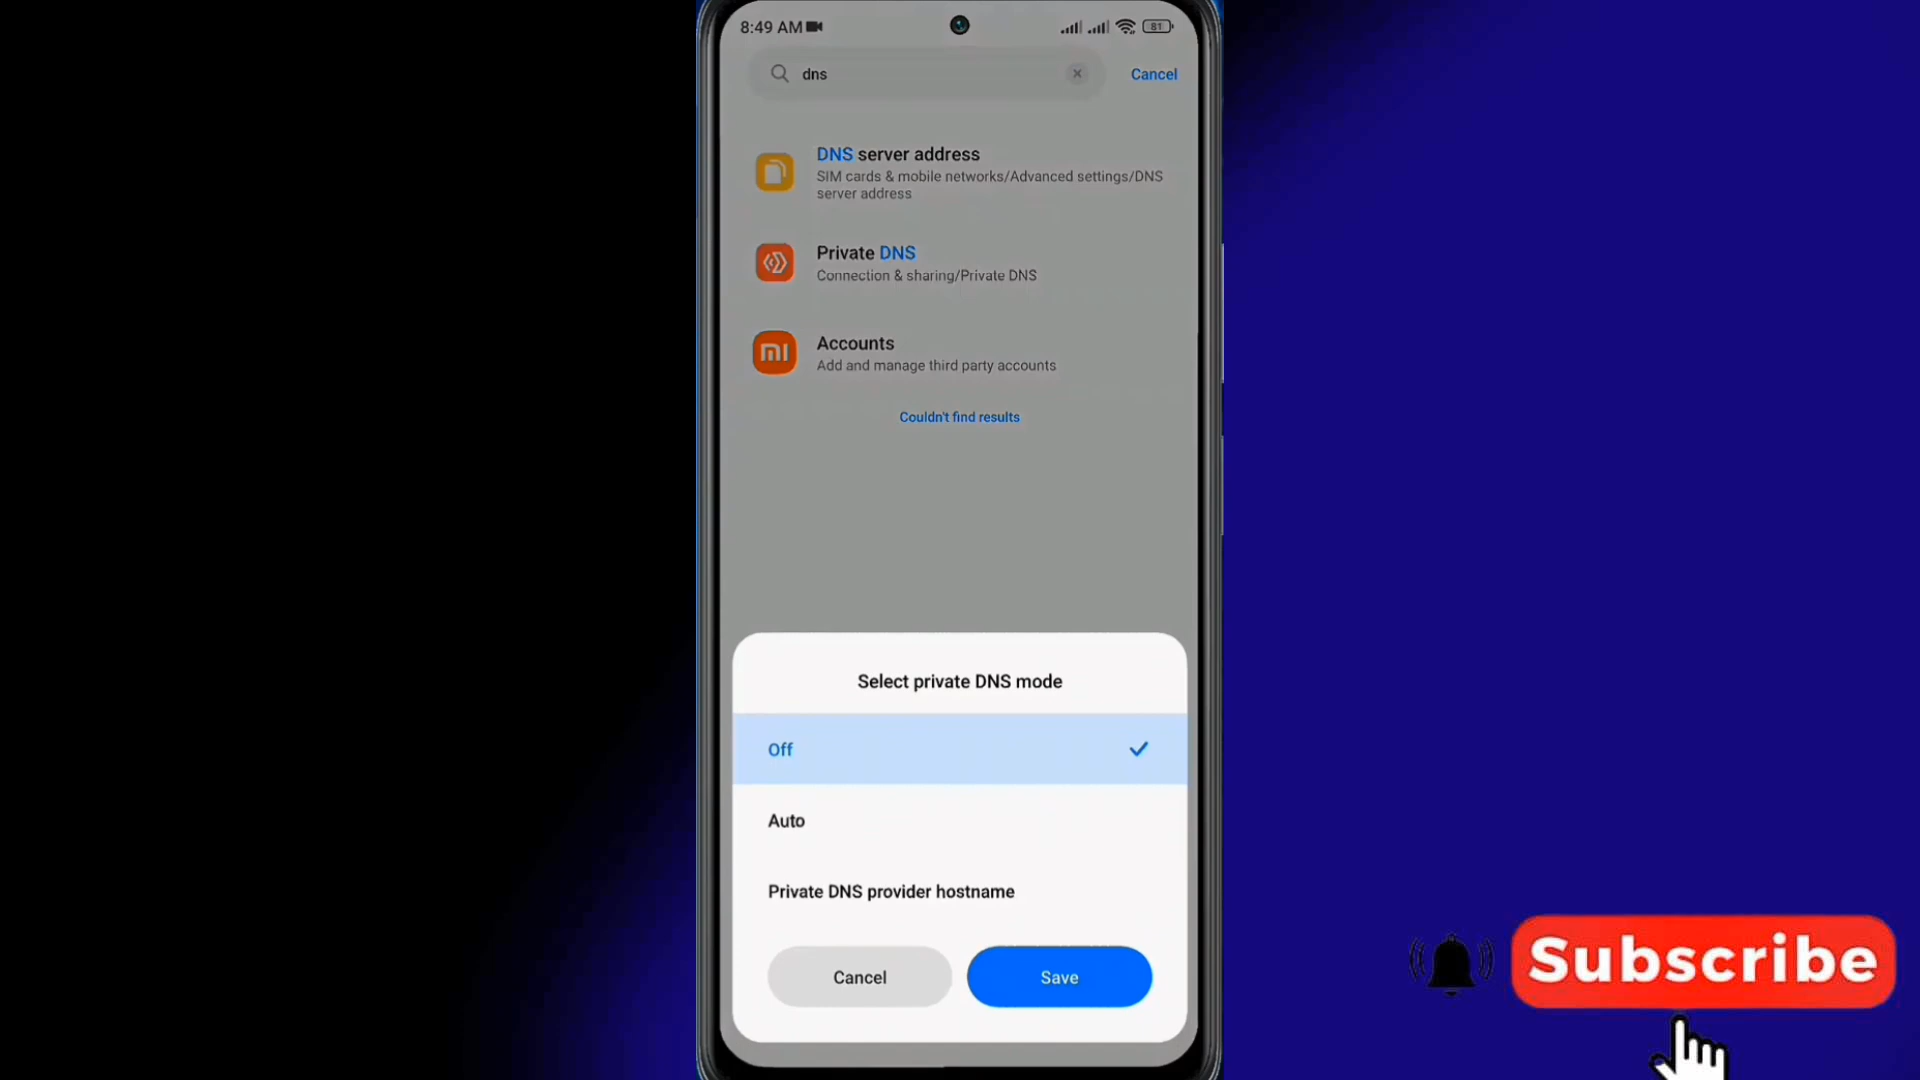 8:49 AM
81
dns
Cancel
DNS server address
SIM cards & mobile networks/Advanced settings/DNS
server address
Private DNS
Connection & sharing/Private DNS
mi
Accounts
Add and manage third party accounts
Couldn't find results
Select private DNS mode
Off
Auto
Private DNS provider hostname
Cancel
Save
Subscribe